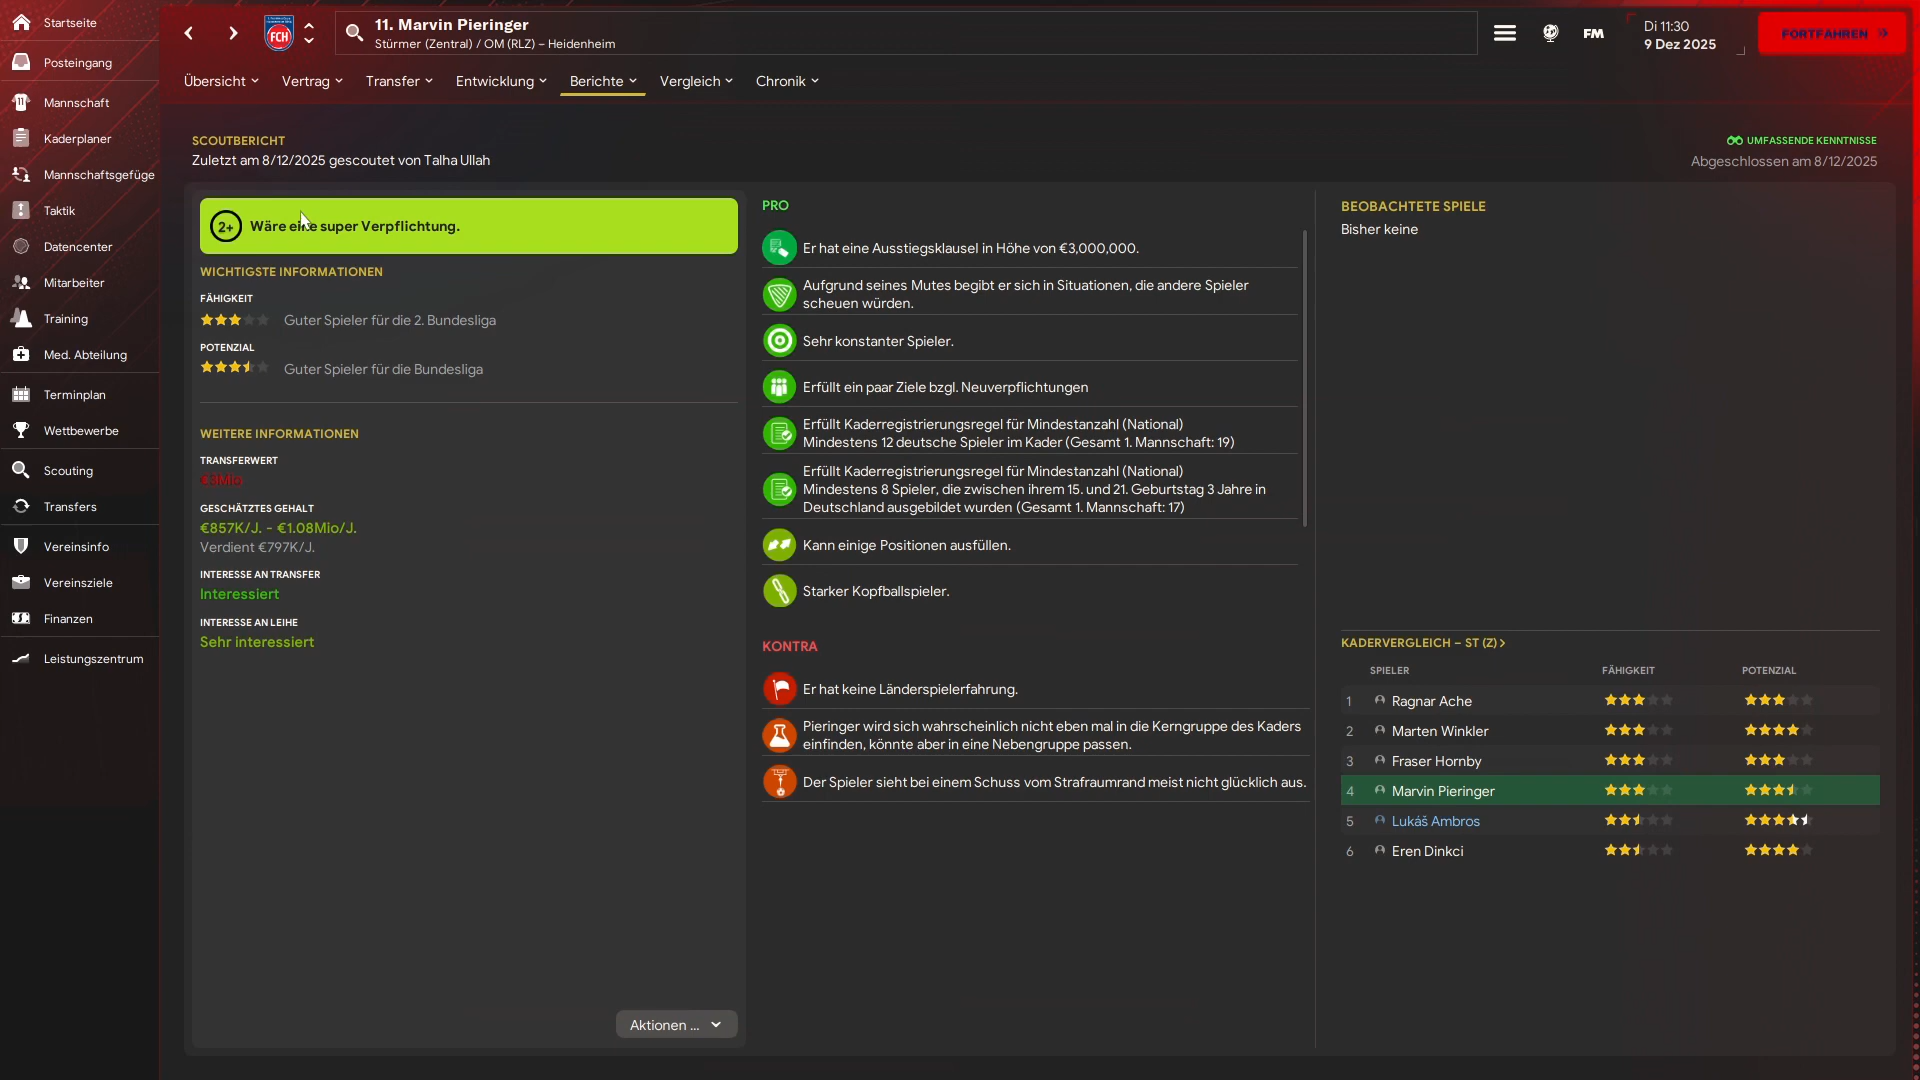 Startseite
Posteingang
Mannschaft
Kaderplaner
Mannschaftsgefüge
Taktik
Datencenter
Mitarbeiter
Training
Med. Abteilung
Terminplan
Wettbewerbe
Scouting
Transfers
Vereinsinfo
Vereinsziele
Finanzen
Leistungszentrum
FCH
11. Marvin Pieringer
Stürmer (Zentral) / OM (RLZ) – Heidenheim
FM
Di 11:30
9 Dez 2025
FORTFAHREN
Übersicht
Vertrag
Transfer
Entwicklung
Berichte
Vergleich
Chronik
SCOUTBERICHT
Zuletzt am 8/12/2025 gescoutet von Talha Ullah
UMFASSENDE KENNTNISSE
Abgeschlossen am 8/12/2025
2+ Wäre eine super Verpflichtung.
WICHTIGSTE INFORMATIONEN
FÄHIGKEIT
Guter Spieler für die 2. Bundesliga
POTENZIAL
Guter Spieler für die Bundesliga
WEITERE INFORMATIONEN
TRANSFERWERT
GESCHÄTZTES GEHALT
€857K/J. - €1.08Mio/J.
Verdient €797K/J.
INTERESSE AN TRANSFER
Interessiert
INTERESSE AN LEIHE
Sehr interessiert
Aktionen ...
PRO
Er hat eine Ausstiegsklausel in Höhe von €3,000,000.
Aufgrund seines Mutes begibt er sich in Situationen, die andere Spieler
scheuen würden.
Sehr konstanter Spieler.
Erfüllt ein paar Ziele bzgl. Neuverpflichtungen
Erfüllt Kaderregistrierungsregel für Mindestanzahl (National)
Mindestens 12 deutsche Spieler im Kader (Gesamt 1. Mannschaft: 19)
Erfüllt Kaderregistrierungsregel für Mindestanzahl (National)
Mindestens 8 Spieler, die zwischen ihrem 15. und 21. Geburtstag 3 Jahre in
Deutschland ausgebildet wurden (Gesamt 1. Mannschaft: 17)
Kann einige Positionen ausfüllen.
Starker Kopfballspieler.
KONTRA
Er hat keine Länderspielerfahrung.
Pieringer wird sich wahrscheinlich nicht eben mal in die Kerngruppe des Kaders
einfinden, könnte aber in eine Nebengruppe passen.
Der Spieler sieht bei einem Schuss vom Strafraumrand meist nicht glücklich aus.
BEOBACHTETE SPIELE
Bisher keine
KADERVERGLEICH – ST (Z)
SPIELER FÄHIGKEIT POTENZIAL
1 Ragnar Ache
2 Marten Winkler
3 Fraser Hornby
4 Marvin Pieringer
5 Lukáš Ambros
6 Eren Dinkci